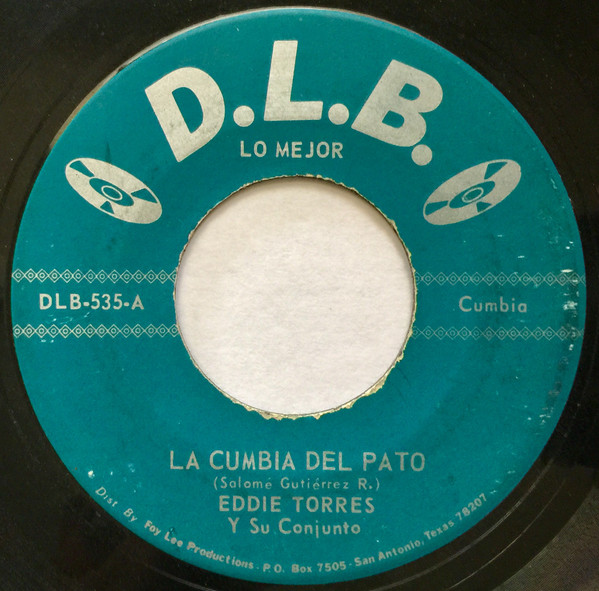 D.L.B.
LO MEJOR
DLB-535-A
Cumbia
LA CUMBIA DEL PATO
(Salomé Gutiérrez R.)
EDDIE TORRES
Y Su Conjunto
Dist By Foy Lee Productions - P.O. Box 7505 - San Antonio, Texas 78207